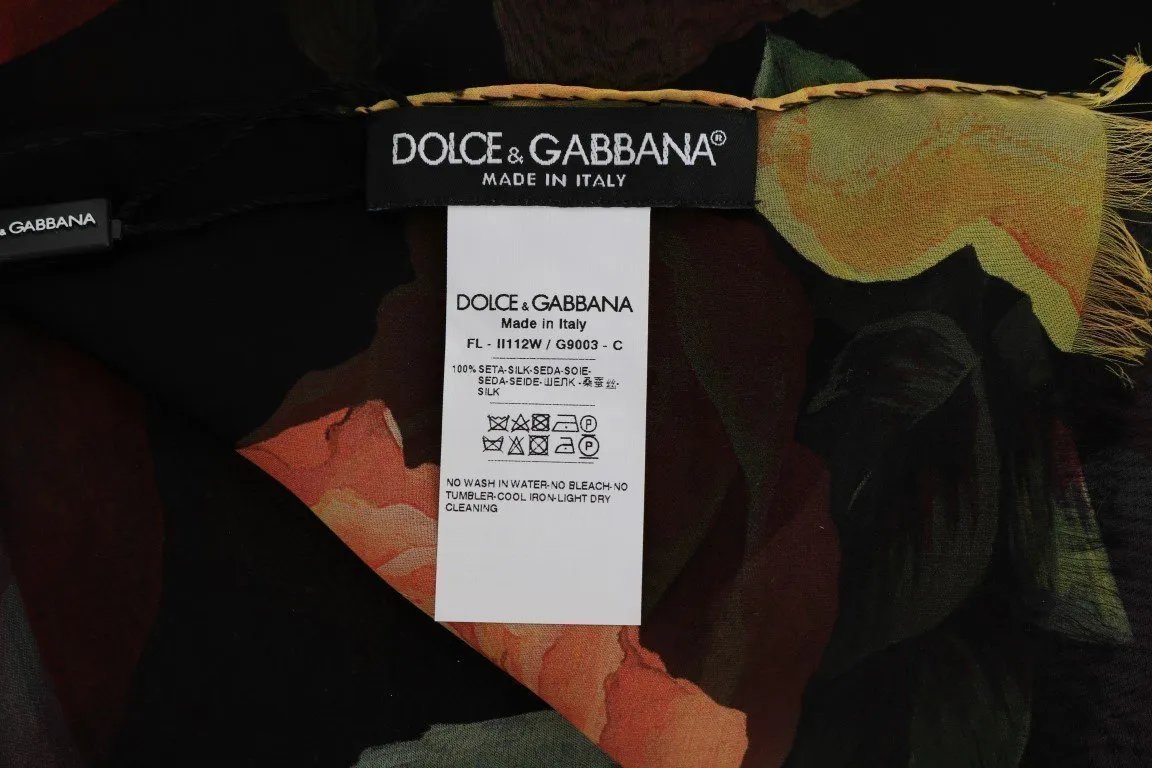 DOLCE & GABBANA®
MADE IN ITALY
& GABBANA
DOLCE & GABBANA
Made in Italy
FL - II112W / G9003 - C
100% SETA-SILK-SEDA-SOIE-
SEDA-SEIDE-ШЕЛК -桑蚕丝-
SILK
P
P
NO WASH IN WATER-NO BLEACH-NO
TUMBLER-COOL IRON-LIGHT DRY
CLEANING